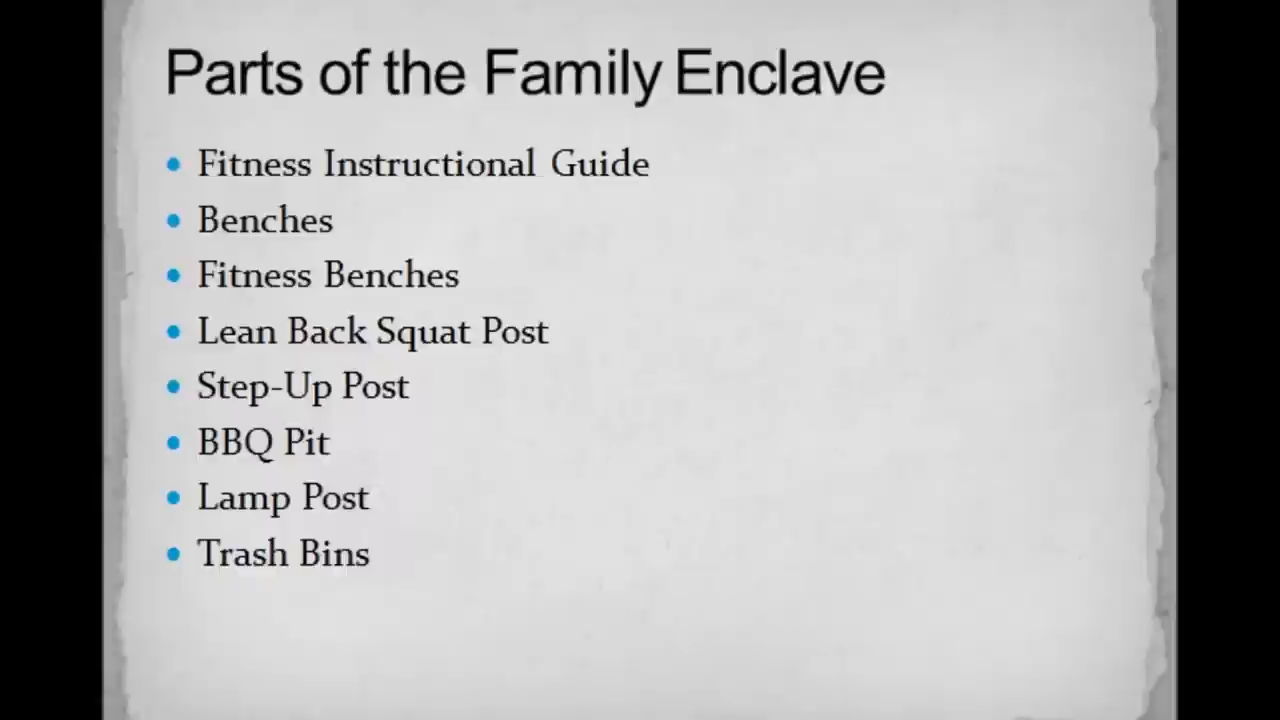 Parts of the Family Enclave
• Fitness Instructional Guide
• Benches
• Fitness Benches
• Lean Back Squat Post
• Step-Up Post
• BBQ Pit
• Lamp Post
• Trash Bins